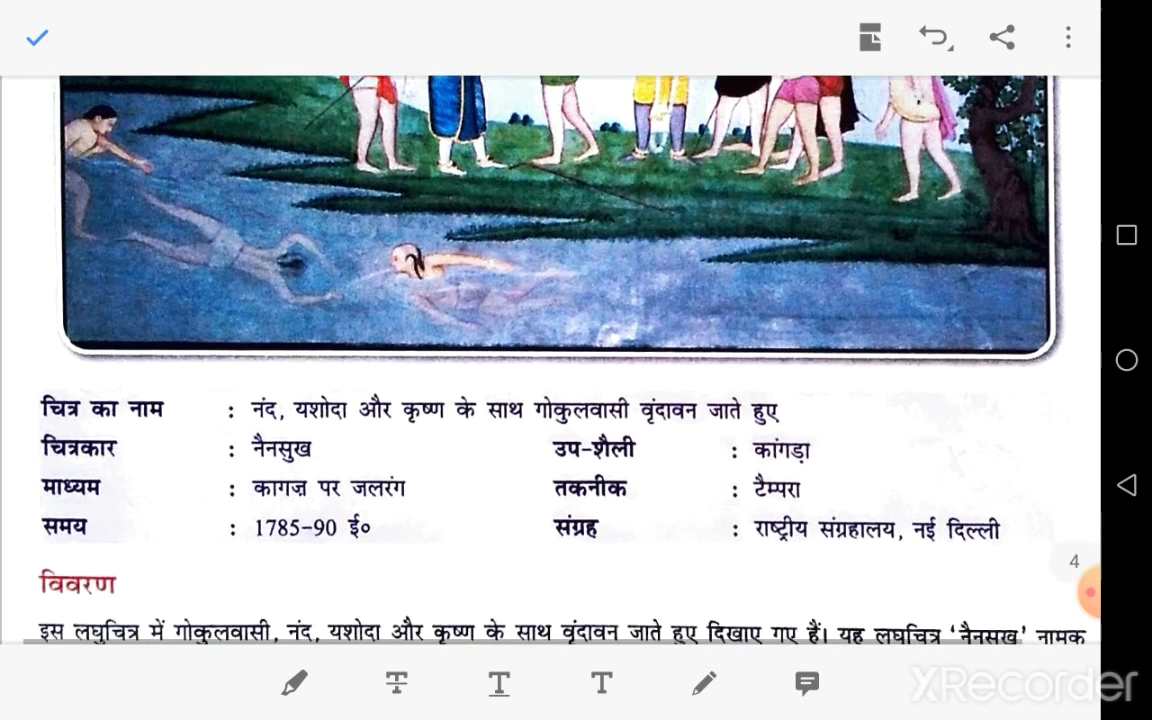 चित्र का नाम : नंद, यशोदा और कृष्ण के साथ गोकुलवासी वृंदावन जाते हुए
चित्रकार : नैनसुख उप-शैली : कांगड़ा
माध्यम : कागज़ पर जलरंग तकनीक : टैम्परा
समय : 1785-90 ई० संग्रह : राष्ट्रीय संग्रहालय, नई दिल्ली
4
विवरण
इस लघुचित्र में गोकुलवासी, नंद, यशोदा और कृष्ण के साथ वृंदावन जाते हुए दिखाए गए हैं। यह लघुचित्र 'नैनसुख' नामक
T T T
XRecorder